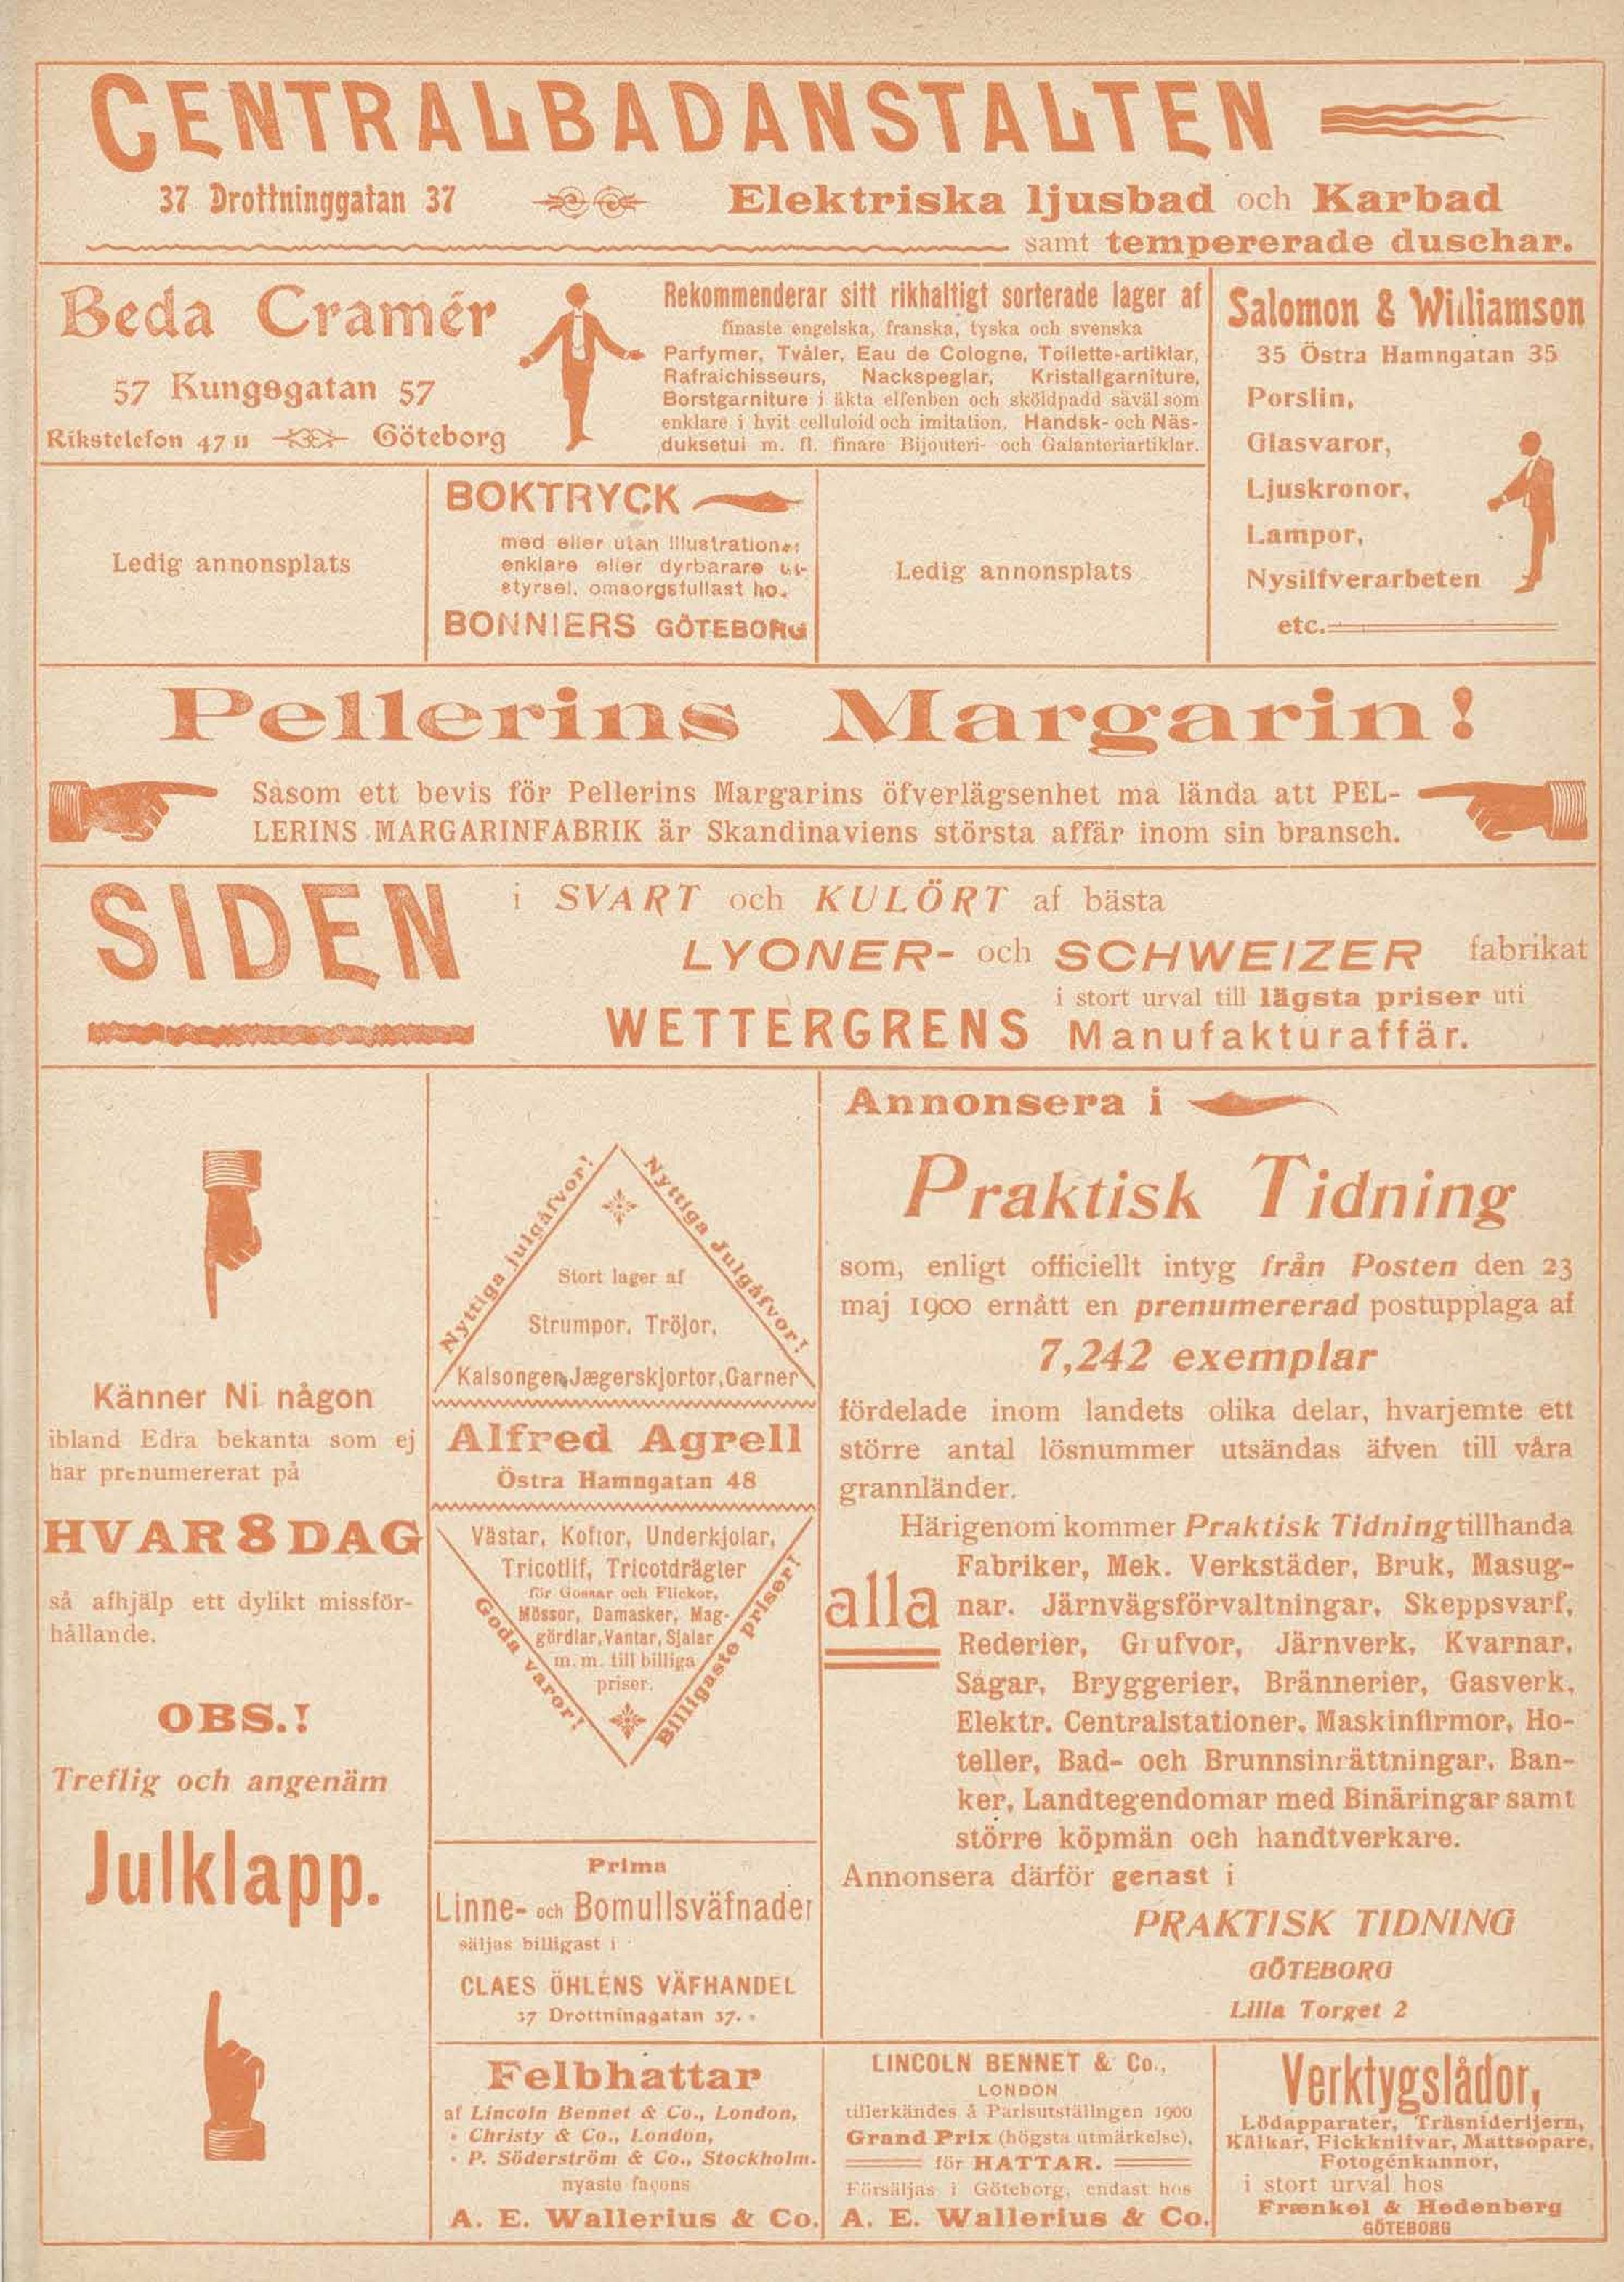 CENTRALBADANSTALTEN
37 Drottninggatan 37
Elektriska ljusbad och Karbad
samt tempererade duschar.
Beda Cramér
57 Kungsgatan 57
Rikstelefon 47 11 Göteborg
Rekommenderar sitt rikhaltigt sorterade lager af
finaste engelska, franska, tyska och svenska
Parfymer, Tvåler, Eau de Cologne, Toilette-artiklar,
Rafraichisseurs, Nackspeglar, Kristallgarniture,
Borstgarniture i äkta elfenben och sköldpadd såväl som
enklare i hvit celluloid och imitation. Handsk- och Näs-
duksetui m. fl. finare Bijouteri- och Galanteriartiklar.
Salomon & Williamson
35 Östra Hamngatan 35
Porslin,
Glasvaror,
Ljuskronor,
Lampor,
Nysilfverarbeten
etc.
Ledig annonsplats
BOKTRYCK
med eller utan Illustrationer
enklare eller dyrbarare ut-
styrsel, omsorgsfullast hos
BONNIERS GÖTEBORG
Ledig annonsplats
Pellerins Margarin!
Såsom ett bevis för Pellerins Margarins öfverlägsenhet må lända att PEL-
LERINS MARGARINFABRIK är Skandinaviens största affär inom sin bransch.
SIDEN
i SVART och KULÖRT af bästa
LYONER- och SCHWEIZER fabrikat
i stort urval till lägsta priser uti
WETTERGRENS Manufakturaffär.
Känner Ni någon
ibland Edra bekanta som ej
har prenumererat på
HVAR 8 DAG
så afhjälp ett dylikt missför-
hållande.
OBS.!
Treflig och angenäm
Julklapp.
Nyttiga julgåfvor!
Nyttiga Julgåfvor!
Stort lager af
Strumpor, Tröjor,
Kalsonger, Jægerskjortor, Garner
Alfred Agrell
Östra Hamngatan 48
Västar, Koftor, Underkjolar,
Tricotlif, Tricotdrägter
för Gossar och Flickor,
Mössor, Damasker, Mag-
gördlar, Vantar, Sjalar
m. m. till billiga
priser.
Goda varor!
Billigaste priser!
Prima
Linne- och Bomullsväfnader
säljas billigast i
CLAES ÖHLÉNS VÄFHANDEL
37 Drottninggatan 37.
Annonsera i
Praktisk Tidning
som, enligt officiellt intyg från Posten den 23
maj 1900 ernått en prenumererad postupplaga af
7,242 exemplar
fördelade inom landets olika delar, hvarjemte ett
större antal lösnummer utsändas äfven till våra
grannländer.
Härigenom kommer Praktisk Tidning tillhanda
alla
Fabriker, Mek. Verkstäder, Bruk, Masug-
nar. Järnvägsförvaltningar, Skeppsvarf,
Rederier, Grufvor, Järnverk, Kvarnar,
Sågar, Bryggerier, Brännerier, Gasverk,
Elektr. Centralstationer, Maskinfirmor, Ho-
teller, Bad- och Brunnsinrättningar, Ban-
ker, Landtegendomar med Binäringar samt
större köpmän och handtverkare.
Annonsera därför genast i
PRAKTISK TIDNING
GÖTEBORG
Lilla Torget 2
Felbhattar
af Lincoln Bennet & Co., London,
" Christy & Co., London,
" P. Söderström & Co., Stockholm.
nyaste façons
A. E. Wallerius & Co.
LINCOLN BENNET & Co.,
LONDON
tillerkändes å Parisutställngen 1900
Grand Prix (högsta utmärkelse),
för HATTAR.
Försäljas i Göteborg, endast hos
A. E. Wallerius & Co.
Verktygslådor,
Lödapparater, Träsniderijern,
Kälkar, Fickknifvar, Mattsopare,
Fotogénkannor,
i stort urval hos
Frænkel & Hedenberg
GÖTEBORG